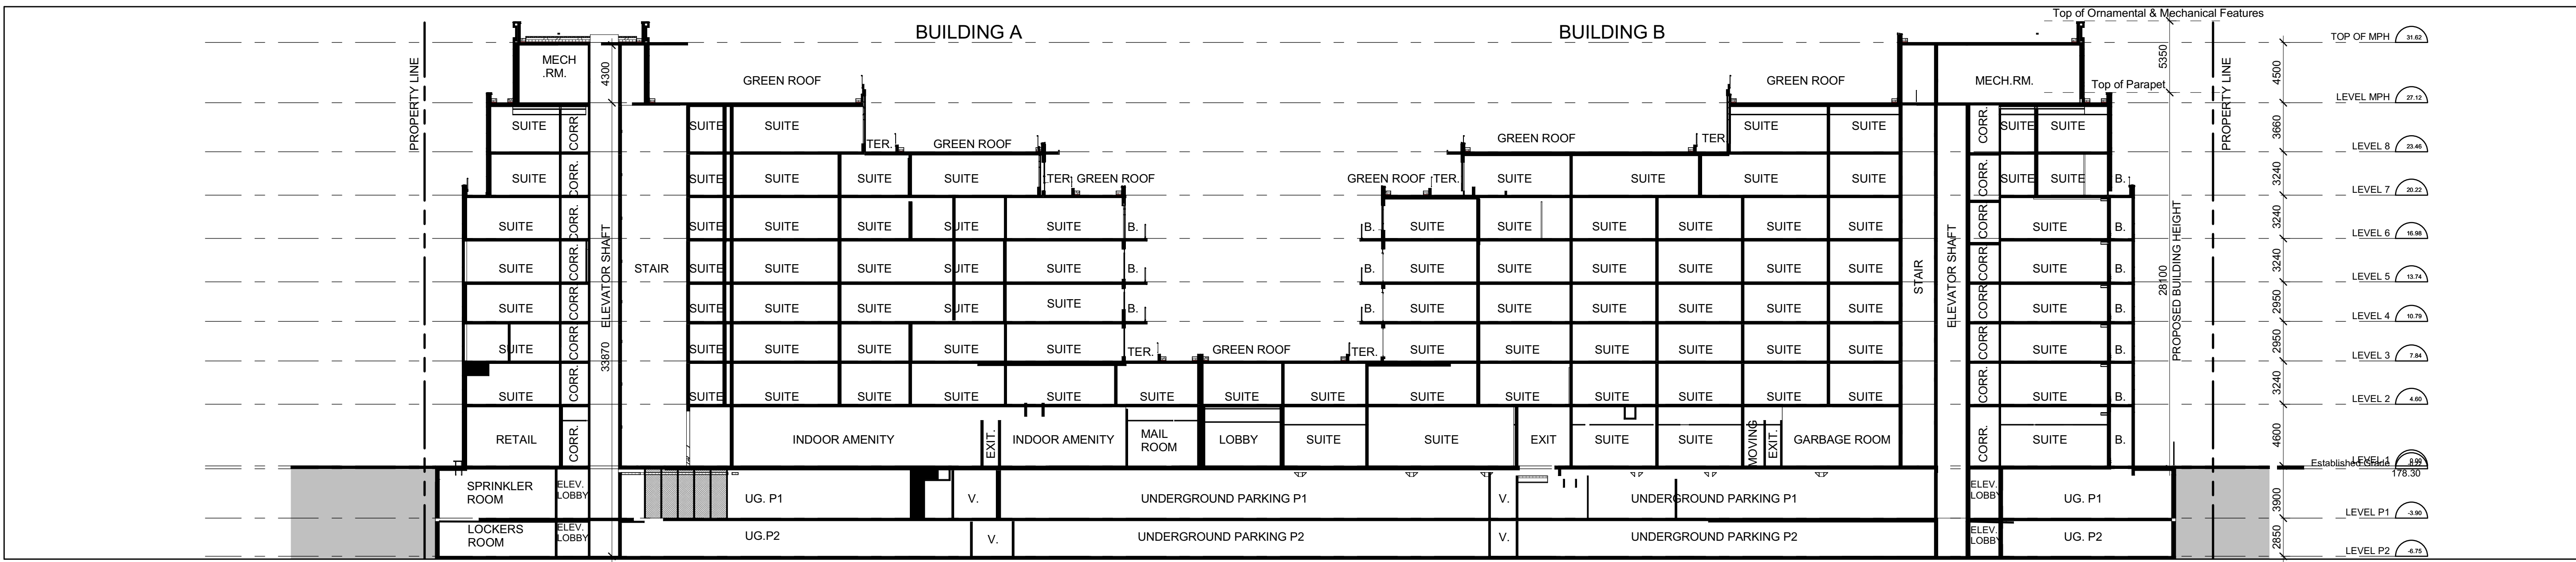 BUILDING A
BUILDING B
Top of Ornamental & Mechanical Features
TOP OF MPH 31.62
PROPERTY LINE
MECH
.RM.
4300
GREEN ROOF
GREEN ROOF
MECH.RM.
5350
Top of Parapet
PROPERTY LINE
4500
LEVEL MPH 27.12
SUITE CORR. SUITE SUITE TER. GREEN ROOF
GREEN ROOF TER. SUITE SUITE CORR. SUITE SUITE
3660
LEVEL 8 23.46
SUITE CORR. SUITE SUITE SUITE SUITE TER. GREEN ROOF
GREEN ROOF TER. SUITE SUITE SUITE SUITE CORR. SUITE SUITE B.
3240
LEVEL 7 20.22
SUITE CORR. SUITE SUITE SUITE SUITE SUITE B.
B. SUITE SUITE SUITE SUITE SUITE SUITE CORR. SUITE B.
3240
LEVEL 6 16.98
ELEVATOR SHAFT
STAIR
SUITE CORR. SUITE SUITE SUITE SUITE SUITE B.
B. SUITE SUITE SUITE SUITE SUITE SUITE CORR. SUITE B.
STAIR
ELEVATOR SHAFT
28100
PROPOSED BUILDING HEIGHT
3240
LEVEL 5 13.74
SUITE CORR. SUITE SUITE SUITE SUITE SUITE B.
B. SUITE SUITE SUITE SUITE SUITE SUITE CORR. SUITE B.
2950
LEVEL 4 10.79
33870
SUITE CORR. SUITE SUITE SUITE SUITE SUITE TER. GREEN ROOF TER. SUITE SUITE SUITE SUITE SUITE SUITE CORR. SUITE B.
2950
LEVEL 3 7.84
SUITE CORR. SUITE SUITE SUITE SUITE SUITE SUITE SUITE SUITE SUITE SUITE SUITE SUITE SUITE SUITE CORR. SUITE B.
3240
LEVEL 2 4.60
RETAIL CORR. INDOOR AMENITY EXIT. INDOOR AMENITY MAIL
ROOM
LOBBY SUITE SUITE EXIT SUITE SUITE MOVING EXIT. GARBAGE ROOM CORR. SUITE B.
4600
LEVEL 1 0.00
Established Grade
178.30
SPRINKLER
ROOM
ELEV.
LOBBY
UG. P1 V. UNDERGROUND PARKING P1 V. UNDERGROUND PARKING P1
ELEV.
LOBBY
UG. P1
3900
LEVEL P1 -3.90
LOCKERS
ROOM
ELEV.
LOBBY
UG.P2 V. UNDERGROUND PARKING P2 V. UNDERGROUND PARKING P2
ELEV.
LOBBY
UG. P2
2850
LEVEL P2 -6.75